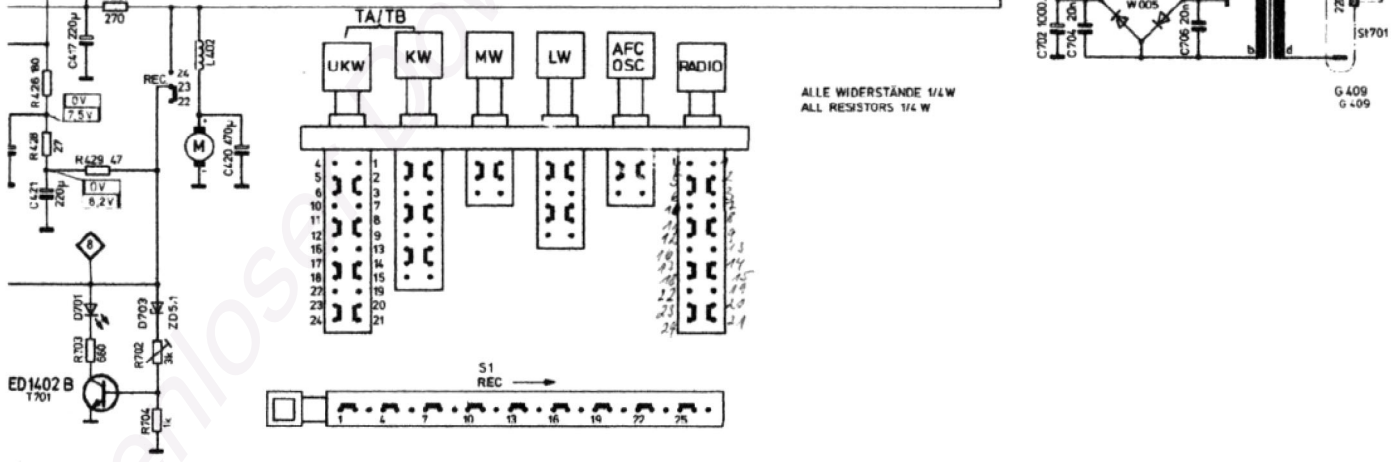 270
C417 220µ
R426 180
0V
7,5V
R428
27
R429 47
0V
6,2V
C421
220µ
8
REC
24
23
22
L402
M
C420 470µ
D701
D703
ZD5.1
R703
660
R702
3k
ED1402 B
T701
R704
1k
TA/TB
UKW
KW
MW
LW
AFC
OSC
RADIO
4 1
5 2
6 3
10 7
11 8
12 9
16 13
17 14
18 15
22 19
23 20
24 21
S1
REC
1 4 7 10 13 16 19 22 25
ALLE WIDERSTÄNDE 1/4W
ALL RESISTORS 1/4 W
W005
C704 20n
C706 20n
b d
St701
G 409
G 409